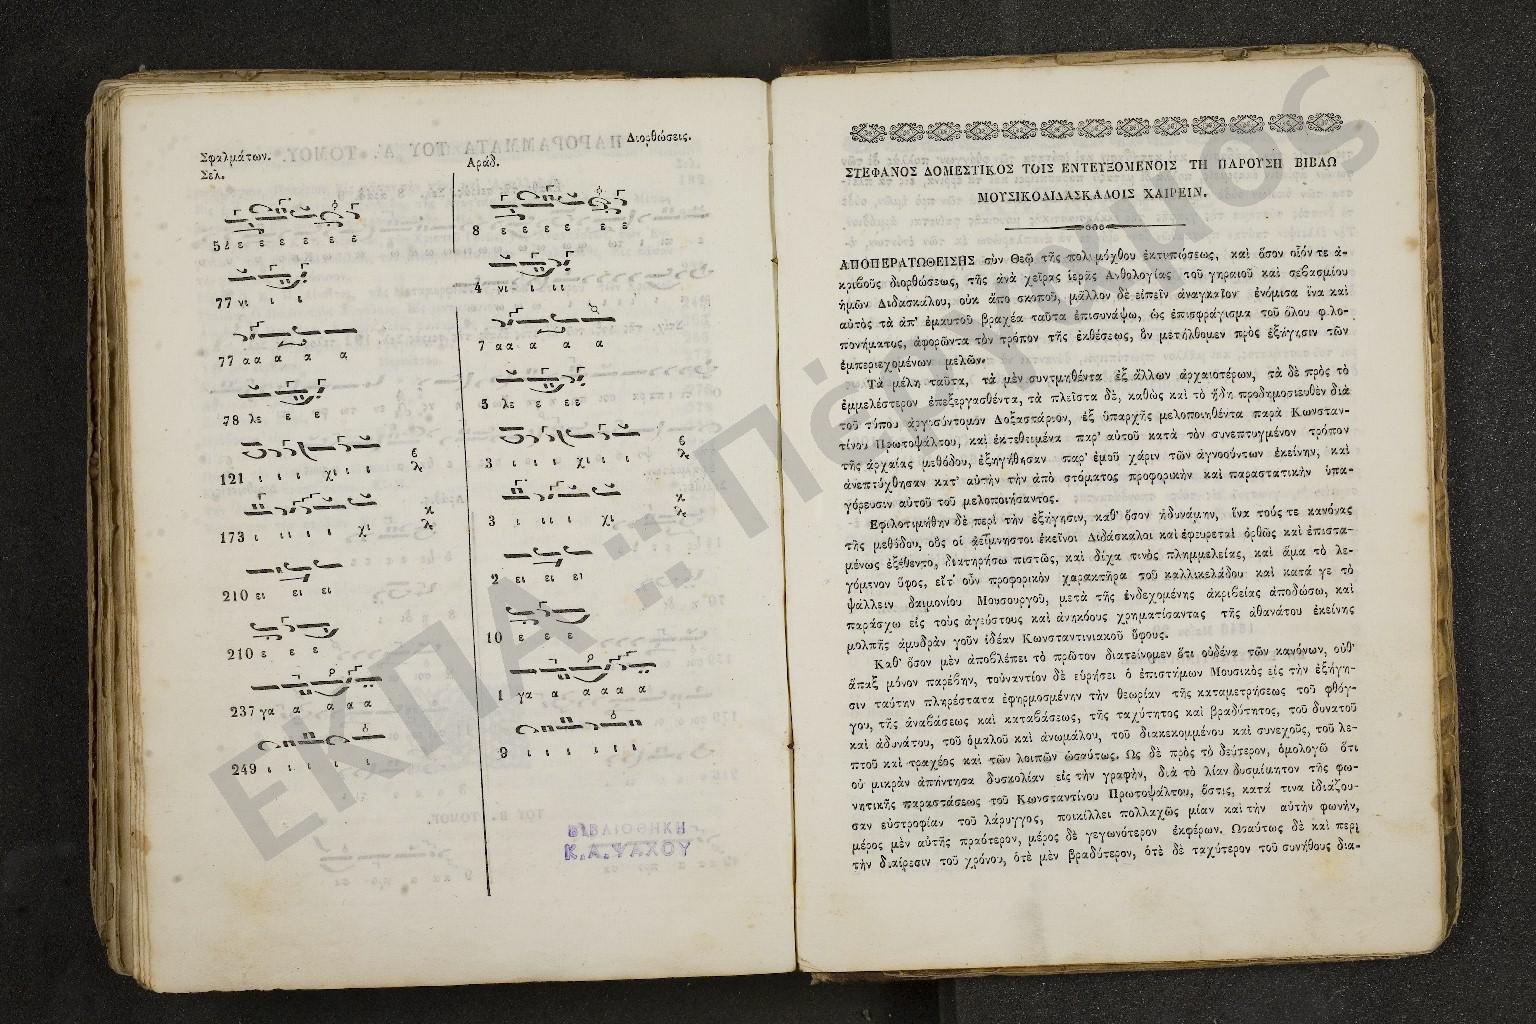 Διορθώσεις.
Σφαλμάτων.
Σελ.
Αράδ.
52 ε ε ε ε ε ε
8 ε ε ε ε ε ε
77 νι ι ι
4 νι ι ιι
77 αα α α α
7 αα α α α
78 λε ε ε
5 λε ε εε
121 ι ι ι χι ι ι
3 ι ι ι χι ι ι
173 ι ιι ι ι χι
3 ι ιι ι χι
210 ει ει ει
2 ει ει ει
210 ε ε ε
10 ε ε ε
237 γα α α α α
1 γα α α α α α
249 ι ι ι ι ι
9 ι ι ι ι ι ι
ΒΙΒΛΙΟΘΗΚΗ
Κ.Α.ΨΑΧΟΥ
ΣΤΕΦΑΝΟΣ ΔΟΜΕΣΤΙΚΟΣ ΤΟΙΣ ΕΝΤΕΥΞΟΜΕΝΟΙΣ ΤΗ ΠΑΡΟΥΣΗ ΒΙΒΛΩ
ΜΟΥΣΙΚΟΔΙΔΑΣΚΑΛΟΙΣ ΧΑΙΡΕΙΝ.
ΑΠΟΠΕΡΑΤΩΘΕΙΣΗΣ σὺν Θεῷ τῆς πολυμόχθου ἐκτυπώσεως, καὶ ὅσον οἷόν τε ἀ-
κριβοῦς διορθώσεως, τῆς ἀνὰ χεῖρας ἱερᾶς Ἀνθολογίας τοῦ γηραιοῦ καὶ σεβασμίου
ἡμῶν Διδασκάλου, οὐκ ἄπο σκοποῦ, μᾶλλον δὲ εἰπεῖν ἀναγκαῖον ἐνόμισα ἵνα καὶ
αὐτὸς τὰ ἀπ' ἐμαυτοῦ βραχέα ταῦτα ἐπισυνάψω, ὡς ἐπισφράγισμα τοῦ ὅλου φιλο-
πονήματος, ἀφορῶντα τὸν τρόπον τῆς ἐκθέσεως, ὃν μετήλθομεν πρὸς ἐξήγησιν τῶν
ἐμπεριεχομένων μελῶν.
Τὰ μέλη ταῦτα, τὰ μὲν συντμηθέντα ἐξ ἄλλων ἀρχαιοτέρων, τὰ δὲ πρὸς τὸ
ἐμμελέστερον ἐπεξεργασθέντα, τὰ πλεῖστα δὲ, καθὼς καὶ τὸ ἤδη προδημοσιευθὲν διὰ
τοῦ τύπου ἀργοσύντομον Δοξαστάριον, ἐξ ὑπαρχῆς μελοποιηθέντα παρὰ Κωνσταν-
τίνου Πρωτοψάλτου, καὶ ἐκτεθειμένα παρ' αὐτοῦ κατὰ τὸν συνεπτυγμένον τρόπον
τῆς ἀρχαίας μεθόδου, ἐξηγήθησαν παρ' ἐμοῦ χάριν τῶν ἀγνοούντων ἐκείνην, καὶ
ἀνεπτύχθησαν κατ' αὐτὴν τὴν ἀπὸ στόματος προφορικὴν καὶ παραστατικὴν ὑπα-
γόρευσιν αὐτοῦ τοῦ μελοποιήσαντος.
Ἐφιλοτιμήθην δὲ περὶ τὴν ἐξήγησιν, καθ' ὅσον ἠδυνάμην, ἵνα τούς τε κανόνας
τῆς μεθόδου, οὓς οἱ ἀείμνηστοι ἐκεῖνοι Διδάσκαλοι καὶ ἐφευρεταὶ ὀρθῶς καὶ ἐπιστα-
μένως ἐξέθεντο, διατηρήσω πιστῶς, καὶ δίχα τινὸς πλημμελείας, καὶ ἅμα τὸ λε-
γόμενον ὕφος, εἴτ' οὖν προφορικὸν χαρακτῆρα τοῦ καλλικελάδου καὶ κατά γε τὸ
ψάλλειν δαιμονίου Μουσουργοῦ, μετὰ τῆς ἐνδεχομένης ἀκριβείας ἀποδώσω, καὶ
παράσχω εἰς τοὺς ἀγεύστους καὶ ἀνηκόους χρηματίσαντας τῆς ἀθανάτου ἐκείνης
μολπῆς ἀμυδρὰν γοῦν ἰδέαν Κωνσταντινιακοῦ ὕφους.
Καθ' ὅσον μὲν ἀποβλέπει τὸ πρῶτον διατείνομεν ὅτι οὐδένα τῶν κανόνων, οὐθ'
ἅπαξ μόνον παρέβην, τοὐναντίον δὲ εὑρήσει ὁ ἐπιστήμων Μουσικὸς εἰς τὴν ἐξήγη-
σιν ταύτην πληρέστατα ἐφηρμοσμένην τὴν θεωρίαν τῆς καταμετρήσεως τοῦ φθόγ-
γου, τῆς ἀναβάσεως καὶ καταβάσεως, τῆς ταχύτητος καὶ βραδύτητος, τοῦ δυνατοῦ
καὶ ἀδυνάτου, τοῦ ὁμαλοῦ καὶ ἀνωμάλου, τοῦ διακεκομμένου καὶ συνεχοῦς, τοῦ λε-
πτοῦ καὶ τραχέος καὶ τῶν λοιπῶν ὡσαύτως. Ὡς δὲ πρὸς τὸ δεύτερον, ὁμολογῶ ὅτι
οὐ μικρὰν ἀπήντησα δυσκολίαν εἰς τὴν γραφὴν, διὰ τὸ λίαν δυσμίμητον τῆς φω-
νητικῆς παραστάσεως τοῦ Κωνσταντίνου Πρωτοψάλτου, ὅστις, κατά τινα ἰδιάζου-
σαν εὐστροφίαν τοῦ λάρυγγος, ποικίλλει πολλαχῶς μίαν καὶ τὴν αὐτὴν φωνὴν,
μέρος μὲν αὐτῆς πραότερον, μέρος δὲ γεγωνότερον ἐκφέρων. Ὡσαύτως δὲ καὶ περὶ
τὴν διαίρεσιν τοῦ χρόνου, ὁτὲ μὲν βραδύτερον, ὁτὲ δὲ ταχύτερον τοῦ συνήθους δια-
ΕΚΠΑ :: Πέργαμος